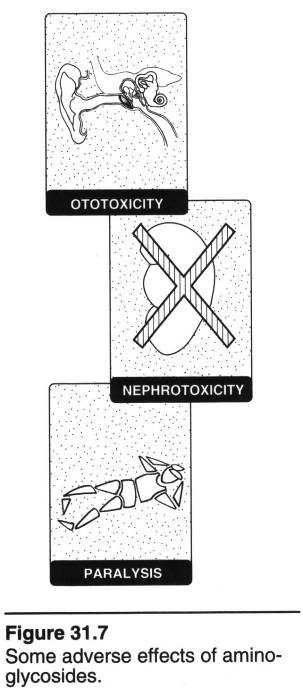 OTOTOXICITY
NEPHROTOXICITY
PARALYSIS
Figure 31.7
Some adverse effects of amino-
glycosides.